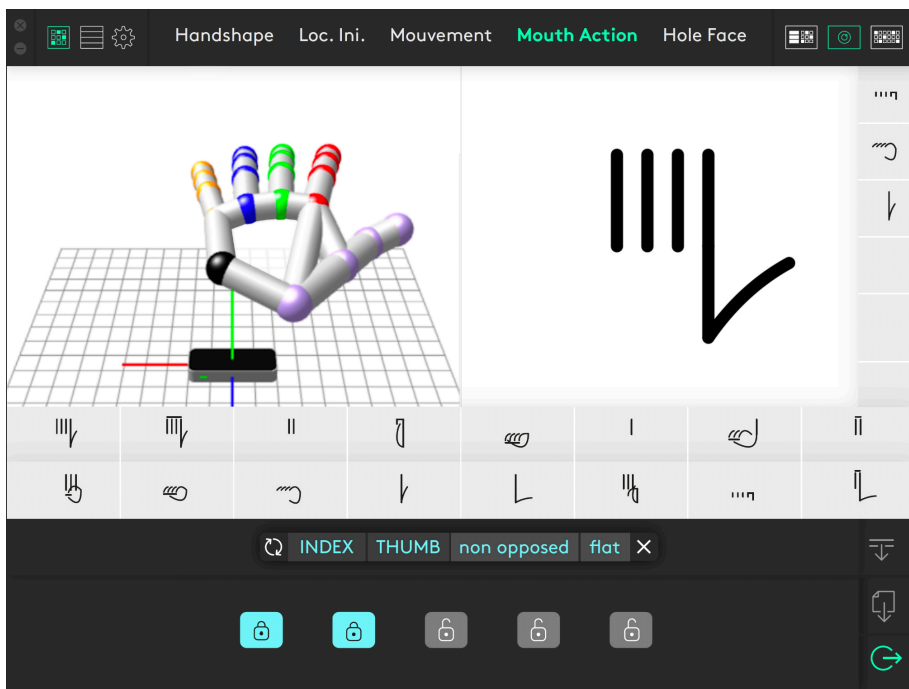 Handshape Loc. Ini. Mouvement Mouth Action Hole Face
INDEX THUMB non opposed flat